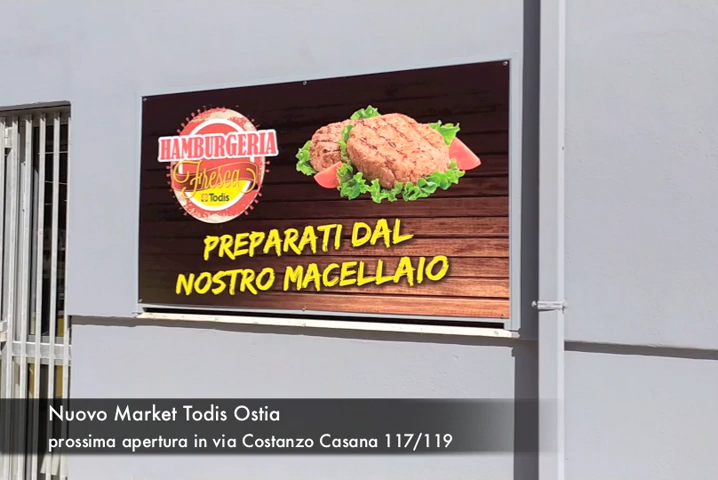 HAMBURGERIA
Fresca
Todis
PREPARATI DAL
NOSTRO MACELLAIO
Nuovo Market Todis Ostia
prossima apertura in via Costanzo Casana 117/119